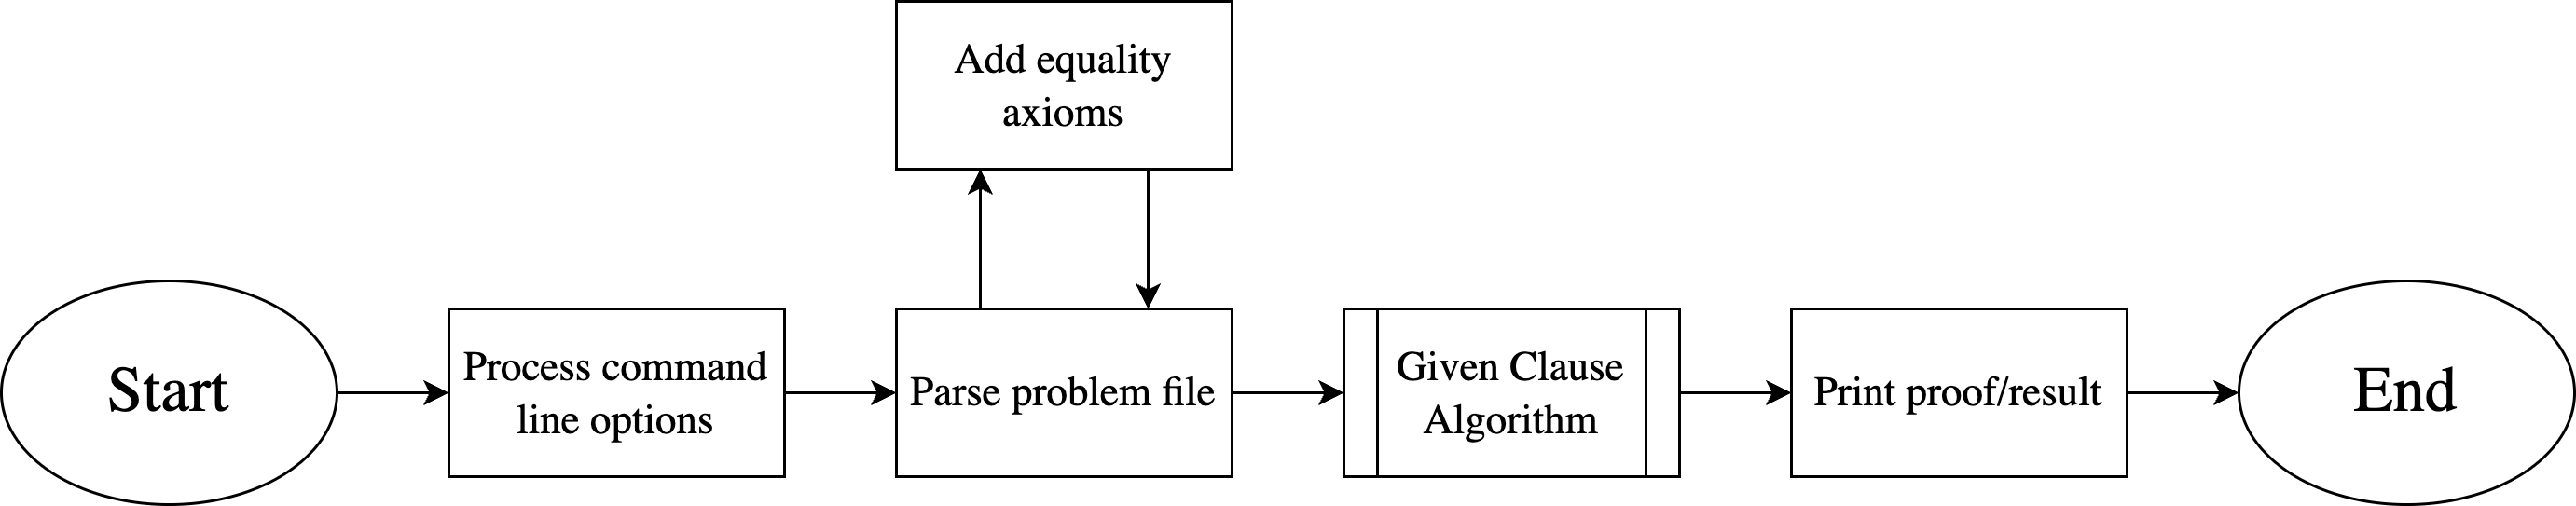 Add equality
axioms
Start
Process command
line options
Parse problem file
Given Clause
Algorithm
Print proof/result
End